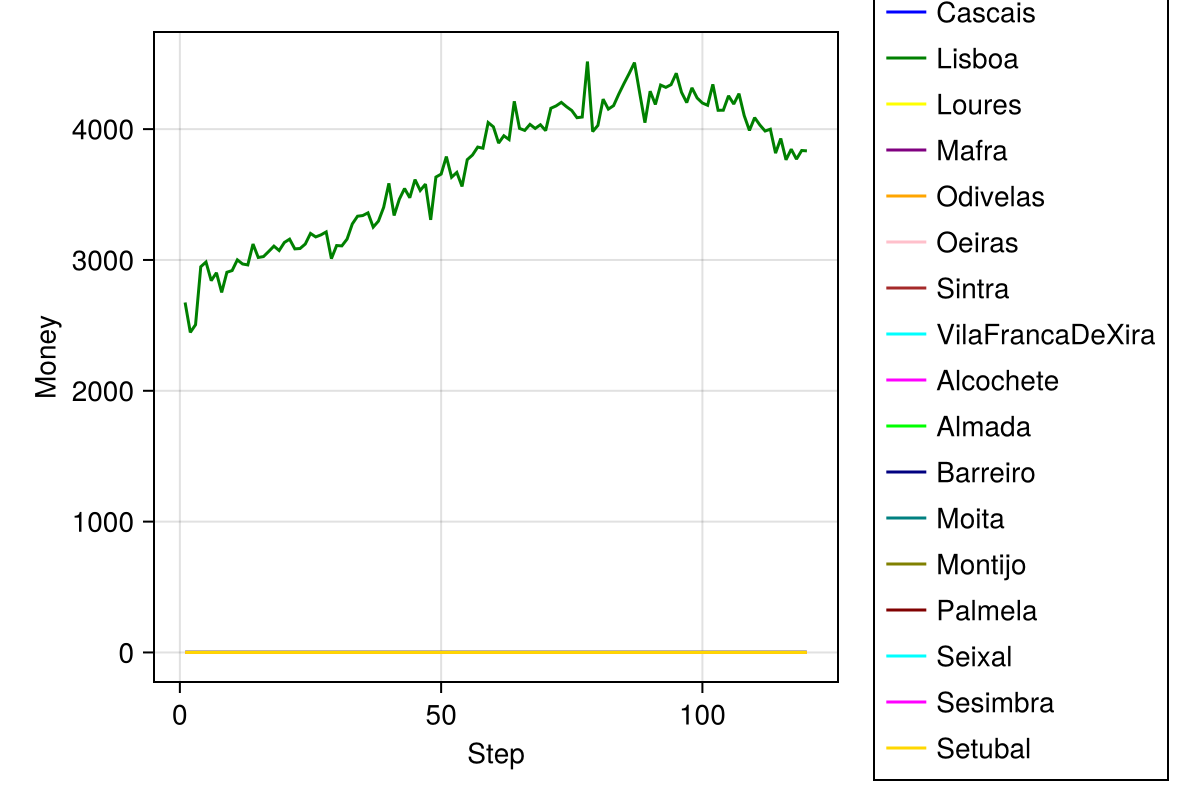 Money
4000
3000
2000
1000
0
0
50
100
Step
Cascais
Lisboa
Loures
Mafra
Odivelas
Oeiras
Sintra
VilaFrancaDeXira
Alcochete
Almada
Barreiro
Moita
Montijo
Palmela
Seixal
Sesimbra
Setubal